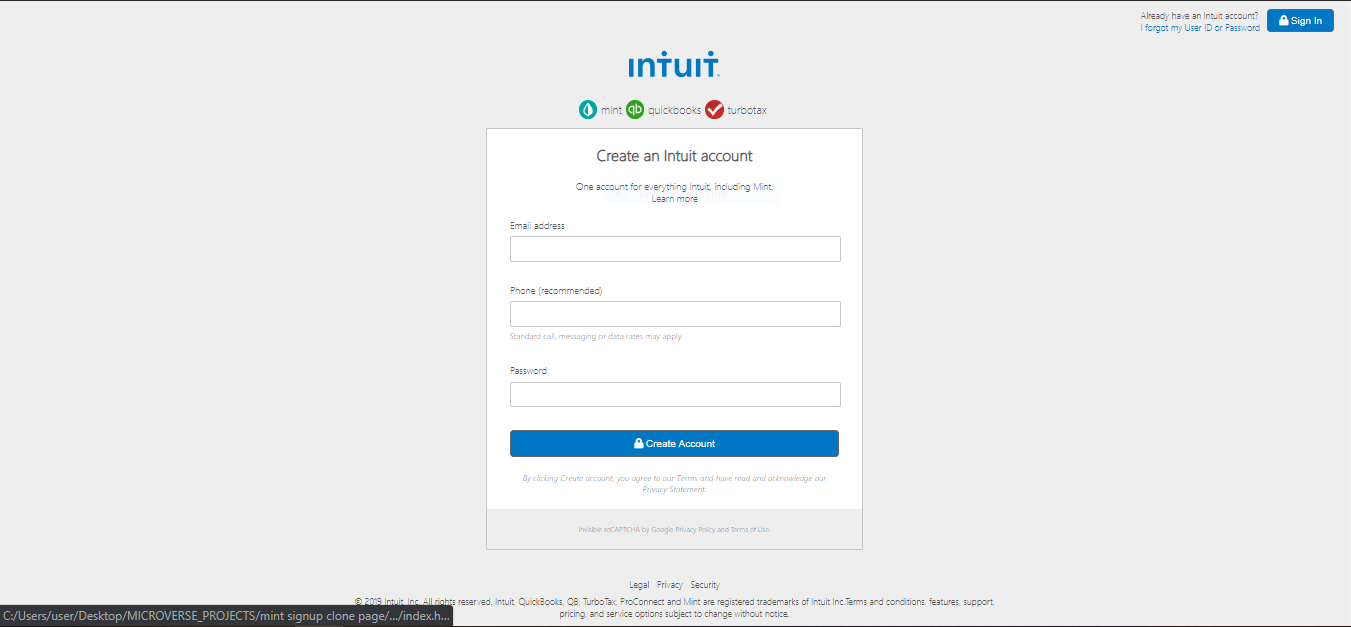 Already have an Intuit account?
I forgot my User ID or Password
Sign In
INTUIT.
mint
qb
quickbooks
turbotax
Create an Intuit account
One account for everything Intuit, including Mint.
Learn more
Email address
Phone (recommended)
Standard call, messaging or data rates may apply.
Password
Create Account
By clicking Create account, you agree to our Terms and have read and acknowledge our
Privacy Statement.
Invisible reCAPTCHA by Google Privacy Policy and Terms of Use.
Legal Privacy Security
© 2019 Intuit, Inc. All rights reserved. Intuit, QuickBooks, QB, TurboTax, ProConnect and Mint are registered trademarks of Intuit Inc.Terms and conditions, features, support,
pricing, and service options subject to change without notice.
C:/Users/user/Desktop/MICROVERSE_PROJECTS/mint signup clone page/.../index.h...